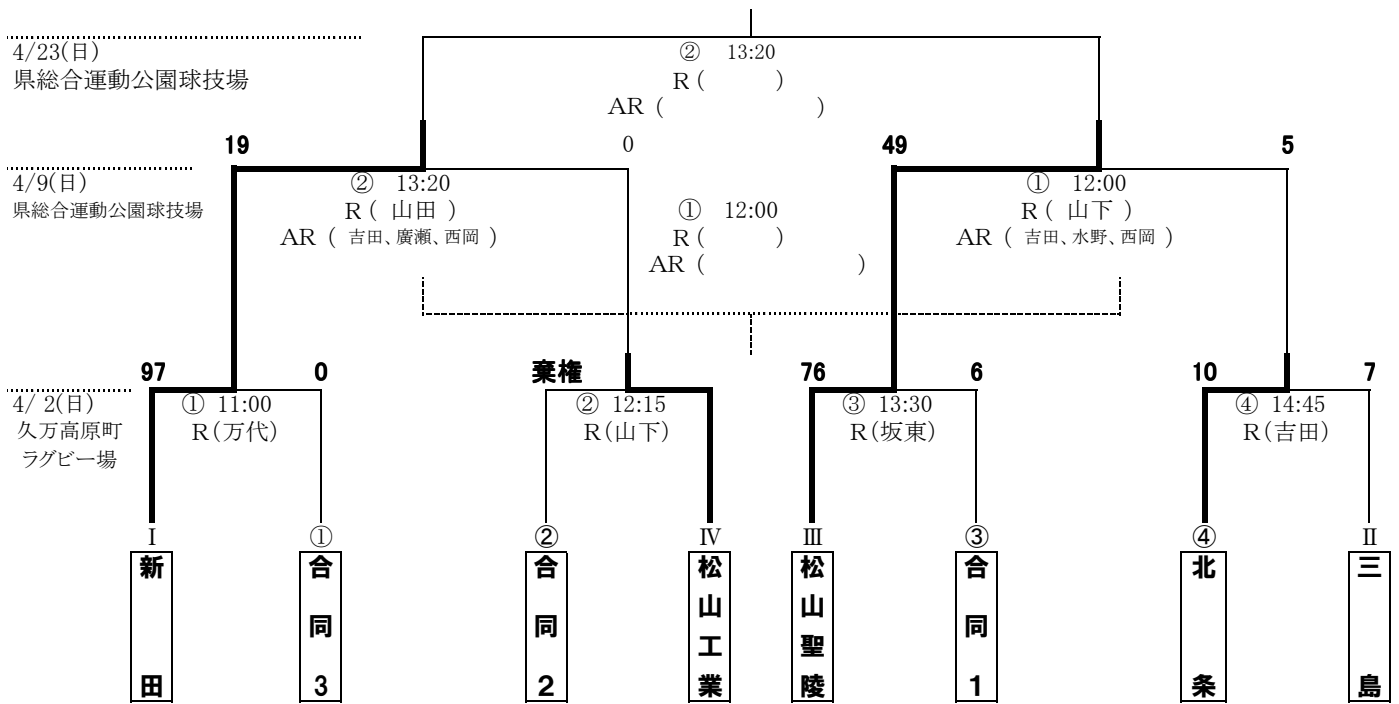 4/23(日)
県総合運動公園球技場
② 13:20
R ( )
AR ( )
19
0
49
5
4/9(日)
県総合運動公園球技場
② 13:20
R ( 山田 )
AR ( 吉田、廣瀬、西岡 )
① 12:00
R ( )
AR ( )
① 12:00
R ( 山下 )
AR ( 吉田、水野、西岡 )
97
0
棄権
76
6
10
7
4/ 2(日)
久万高原町
ラグビー場
① 11:00
R(万代)
② 12:15
R(山下)
③ 13:30
R(坂東)
④ 14:45
R(吉田)
Ⅰ
新田
①
合同3
②
合同2
Ⅳ
松山工業
Ⅲ
松山聖陵
③
合同1
④
北条
Ⅱ
三島